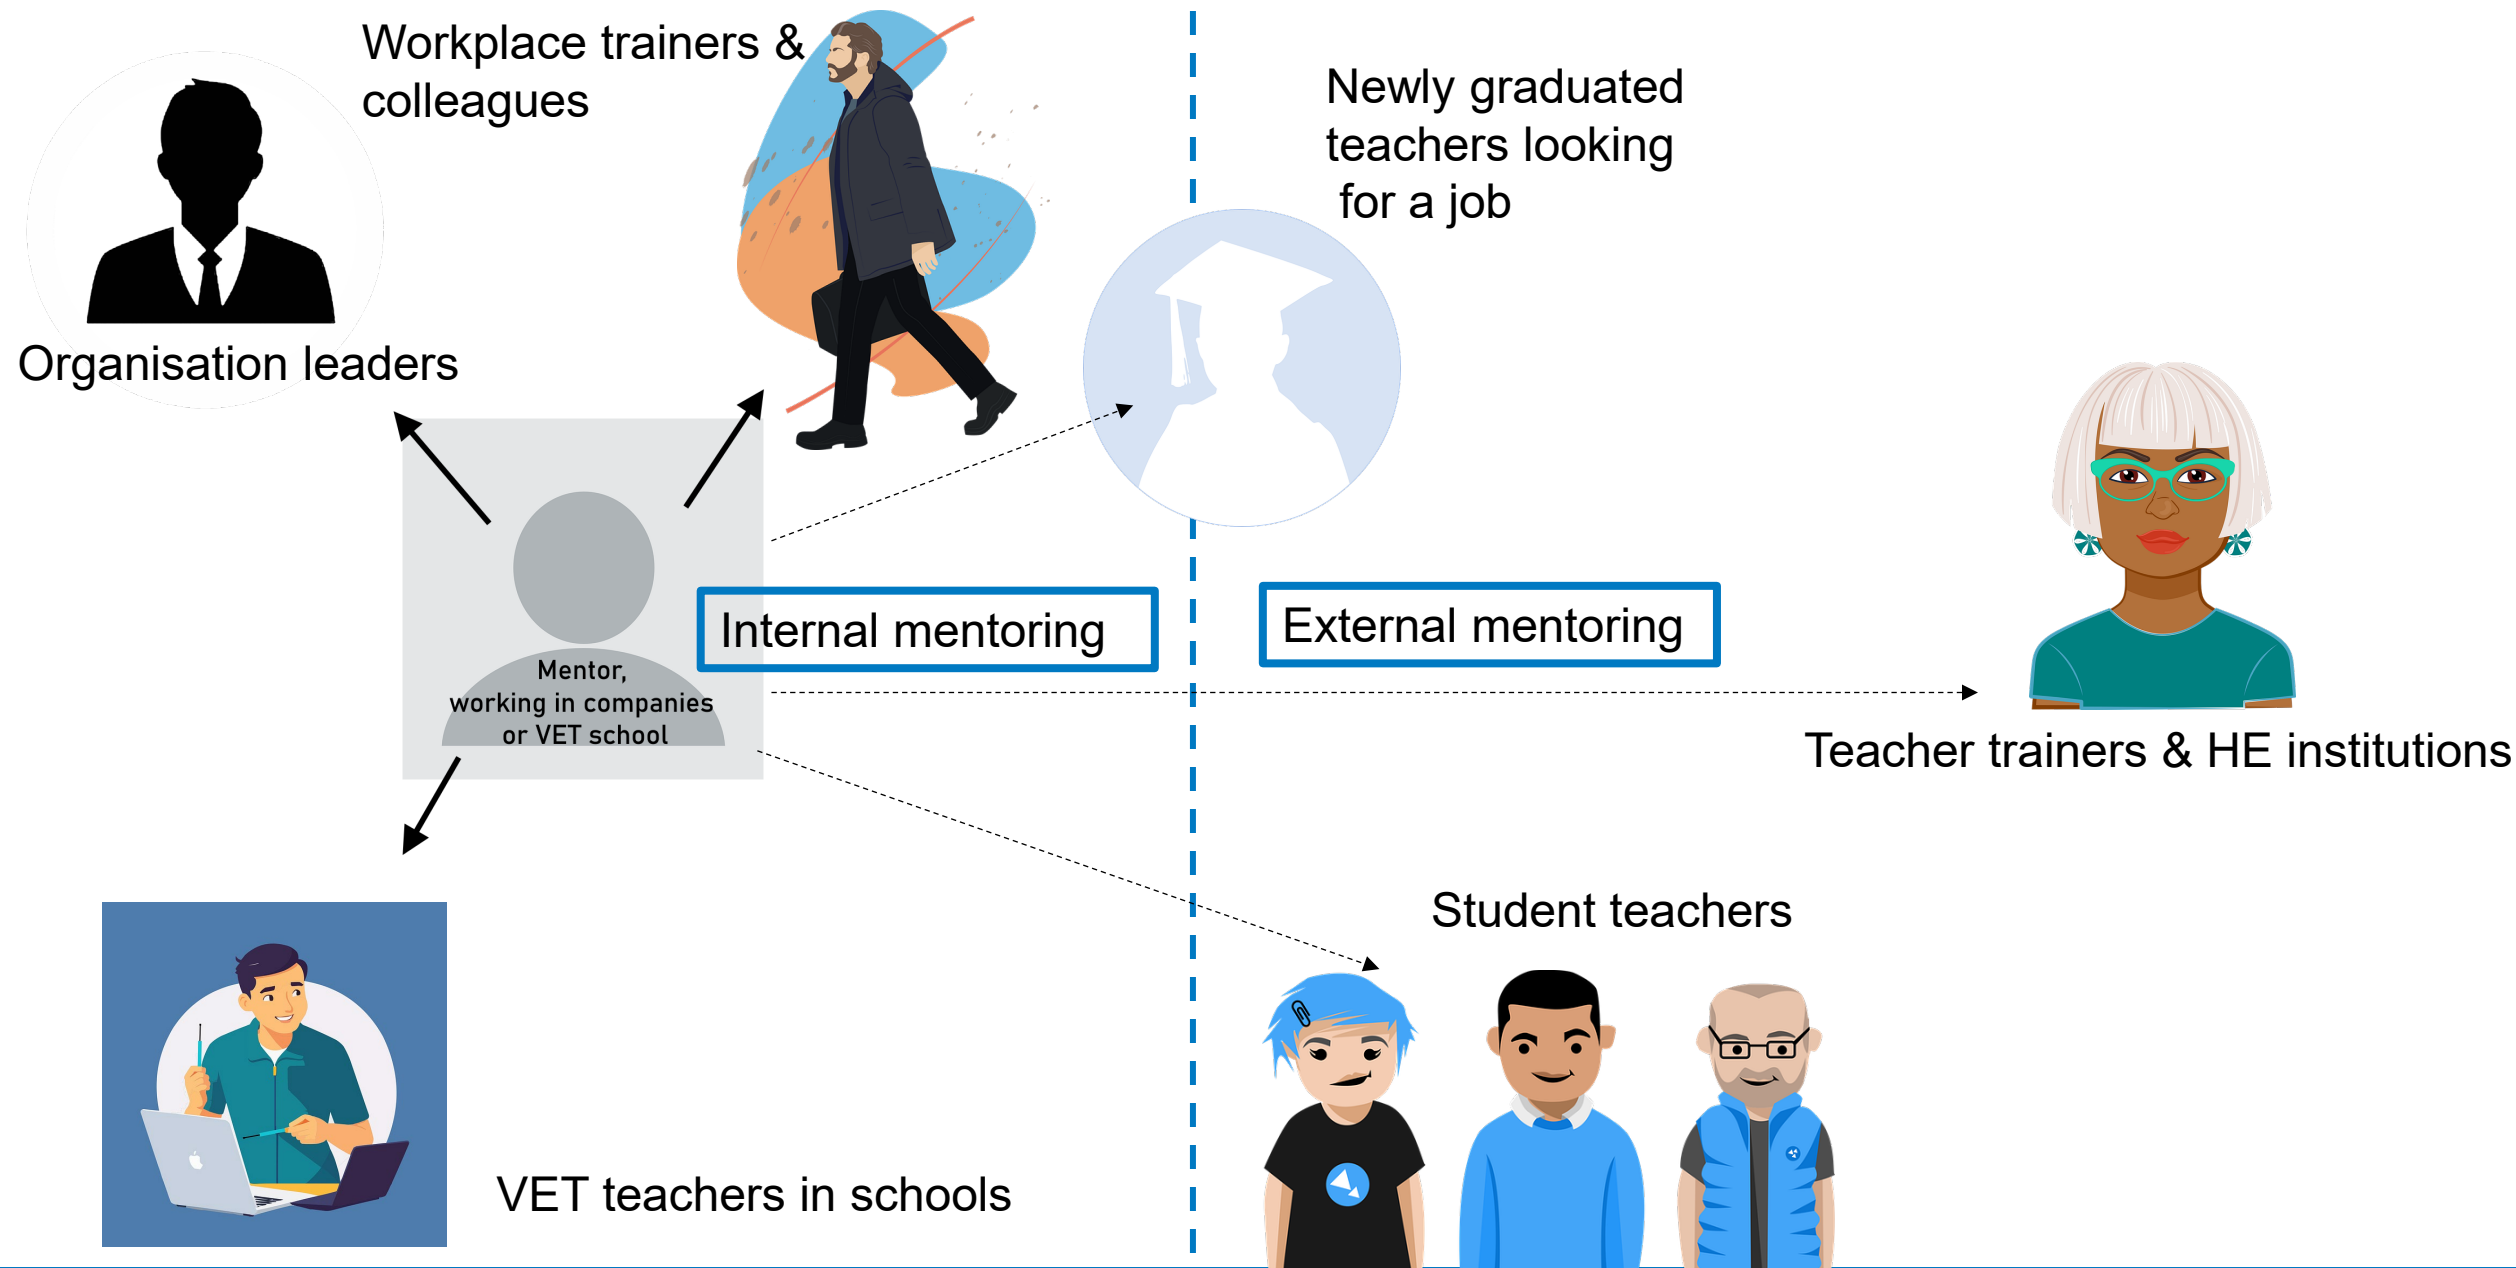 Workplace trainers &
colleagues
Newly graduated
teachers looking
for a job
Organisation leaders
Internal mentoring
External mentoring
Mentor,
working in companies
or VET school
Teacher trainers & HE institutions
Student teachers
VET teachers in schools